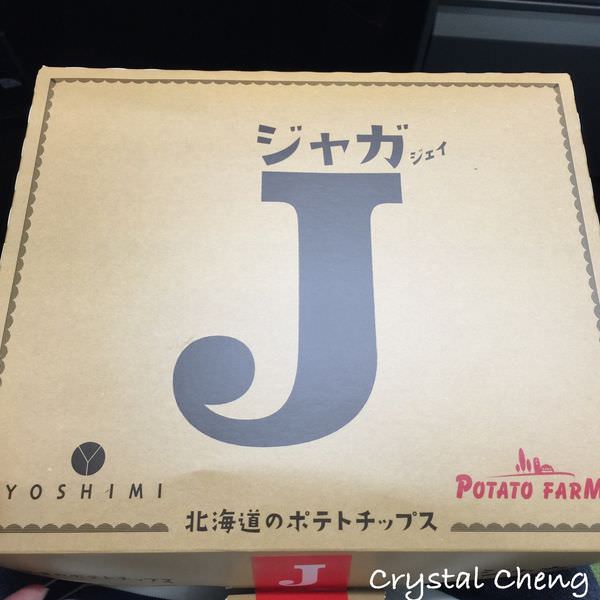 ジャガ
ジェイ
J
YOSHIMI
POTATO FARM
北海道のポテトチップス
J
Crystal Cheng